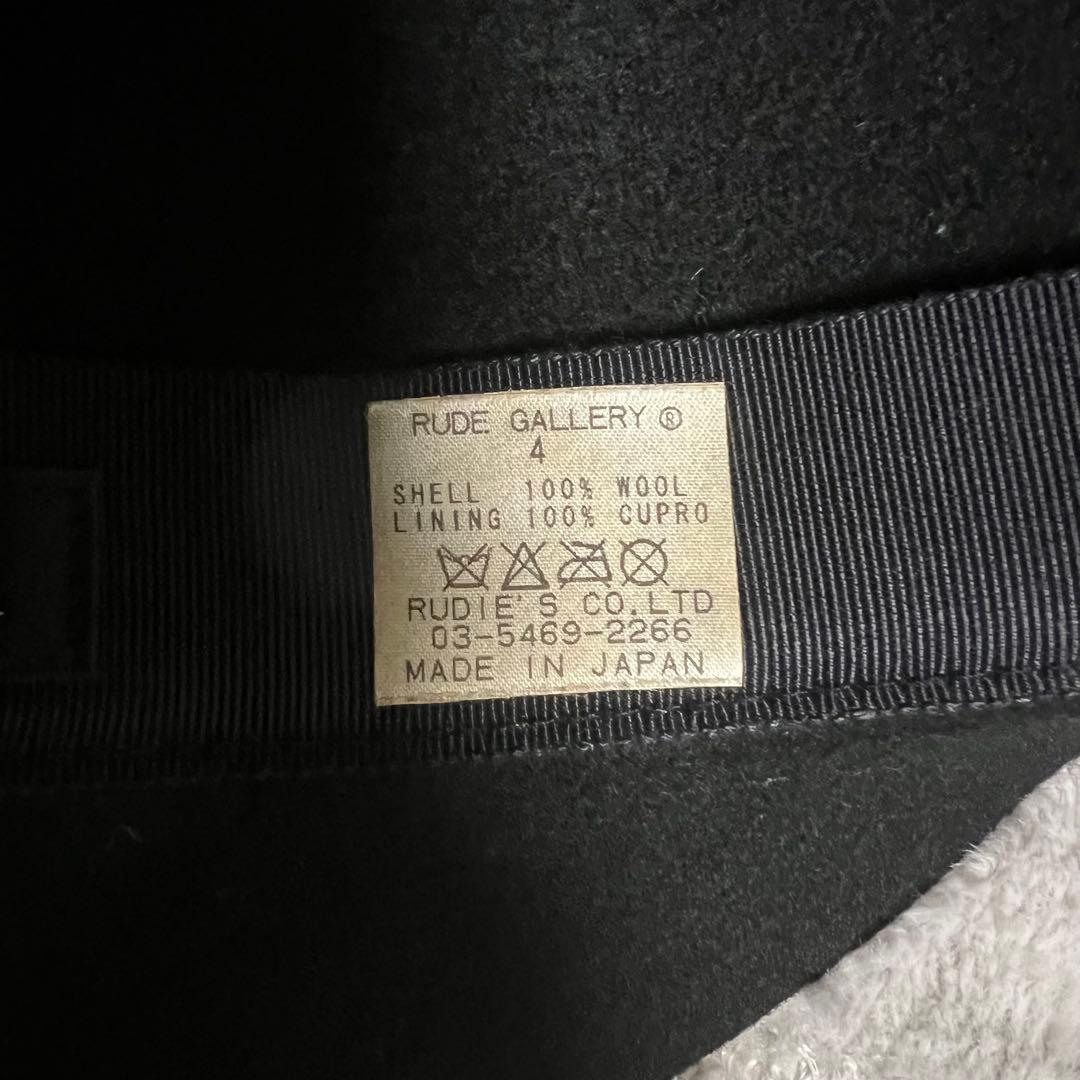 RUDE GALLERY ®
4
SHELL 100% WOOL
LINING 100% CUPRO
RUDIE'S CO.LTD
03-5469-2266
MADE IN JAPAN